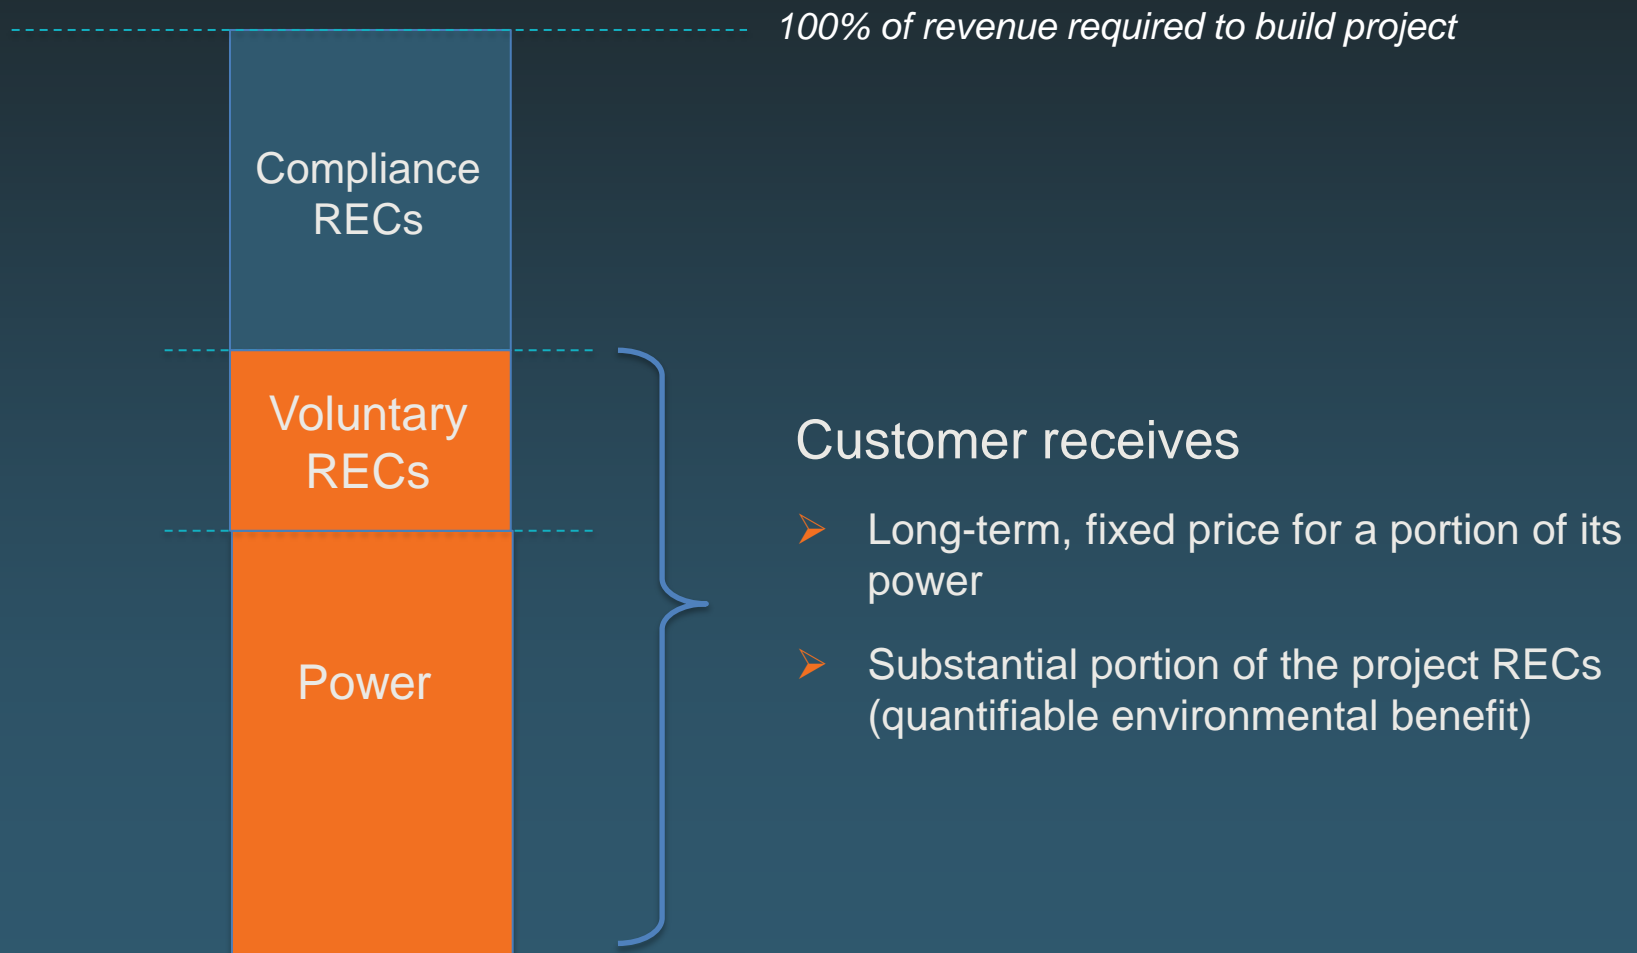 100% of revenue required to build project
Compliance
RECs
Voluntary
RECs
Power
Customer receives
Long-term, fixed price for a portion of its
power
Substantial portion of the project RECs
(quantifiable environmental benefit)